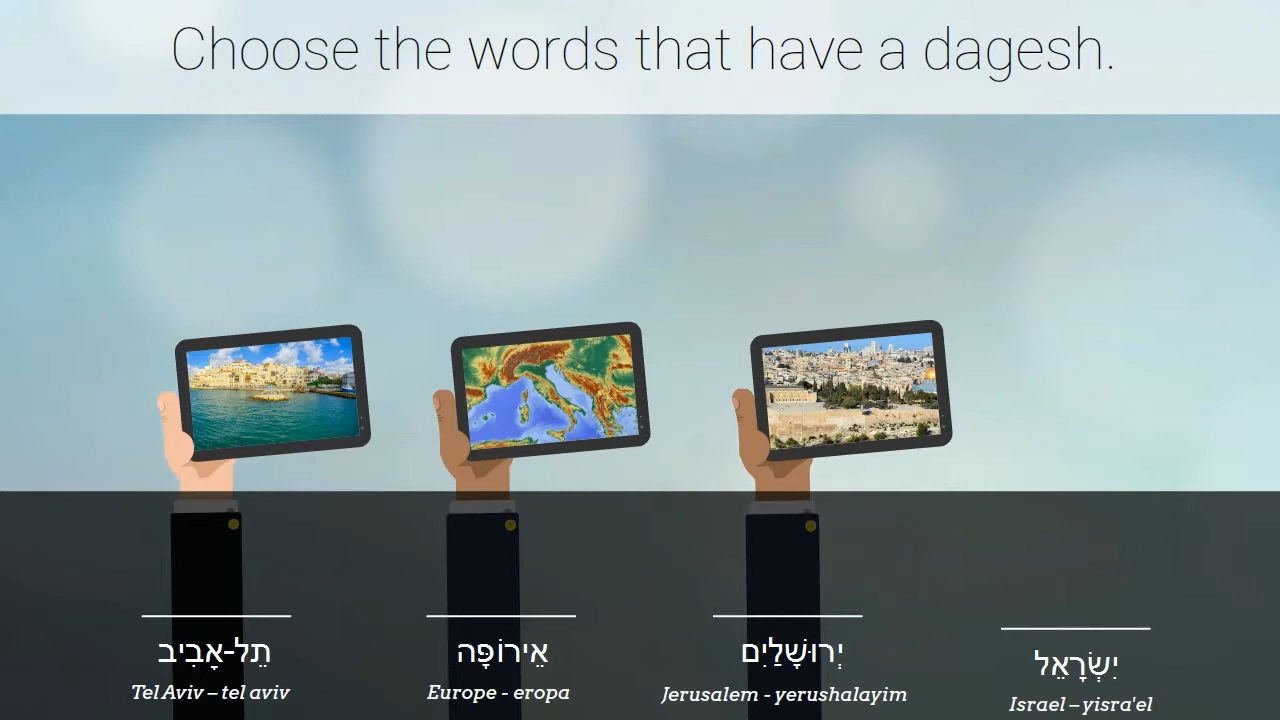 Choose the words that have a dagesh.
תֵל-אָבִיב
Tel Aviv – tel aviv
אֵירוֹפָּה
Europe - eropa
יְרוּשָׁלַיִם
Jerusalem - yerushalayim
יִשְׂרָאֵל
Israel – yisra'el